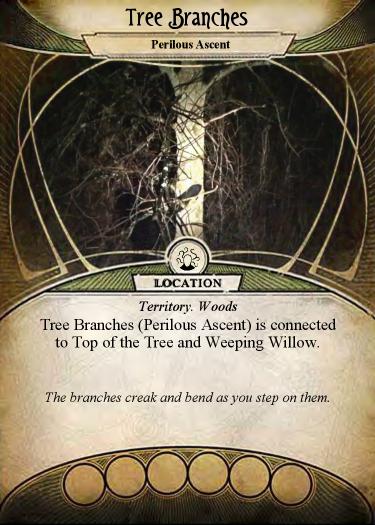 Tree Branches
Perilous Ascent
LOCATION
Territory. Woods
Tree Branches (Perilous Ascent) is connected
to Top of the Tree and Weeping Willow.
The branches creak and bend as you step on them.